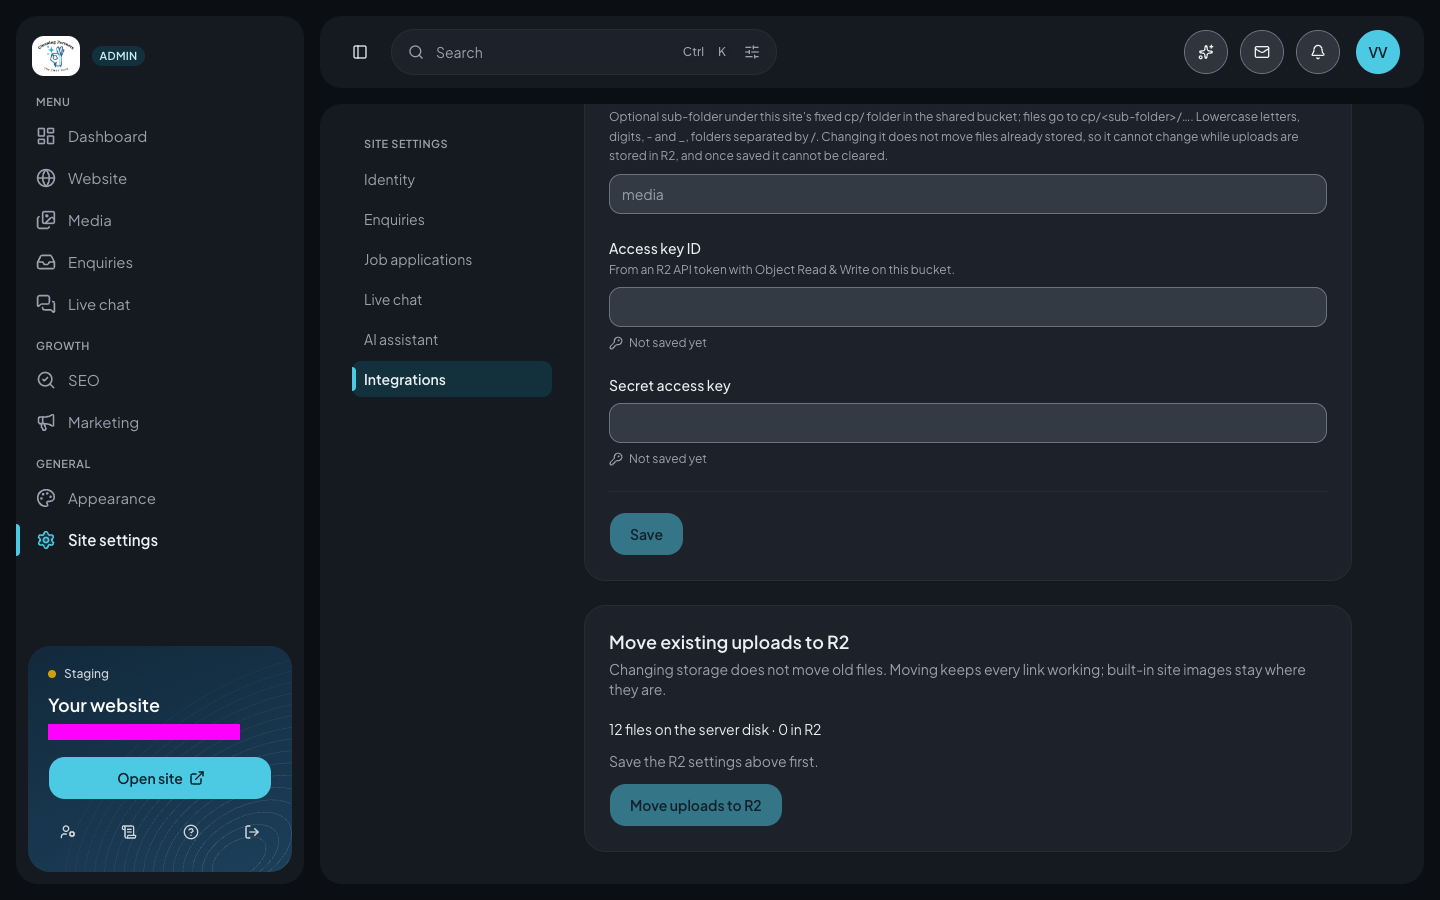 ADMIN
Search
Ctrl K
VV
MENU
Dashboard
Website
Media
Enquiries
Live chat
GROWTH
SEO
Marketing
GENERAL
Appearance
Site settings
Staging
Your website
Open site
SITE SETTINGS
Identity
Enquiries
Job applications
Live chat
AI assistant
Integrations
Optional sub-folder under this site's fixed cp/ folder in the shared bucket; files go to cp/<sub-folder>/…. Lowercase letters,
digits, - and _, folders separated by /. Changing it does not move files already stored, so it cannot change while uploads are
stored in R2, and once saved it cannot be cleared.
media
Access key ID
From an R2 API token with Object Read & Write on this bucket.
Not saved yet
Secret access key
Not saved yet
Save
Move existing uploads to R2
Changing storage does not move old files. Moving keeps every link working; built-in site images stay where
they are.
12 files on the server disk · 0 in R2
Save the R2 settings above first.
Move uploads to R2